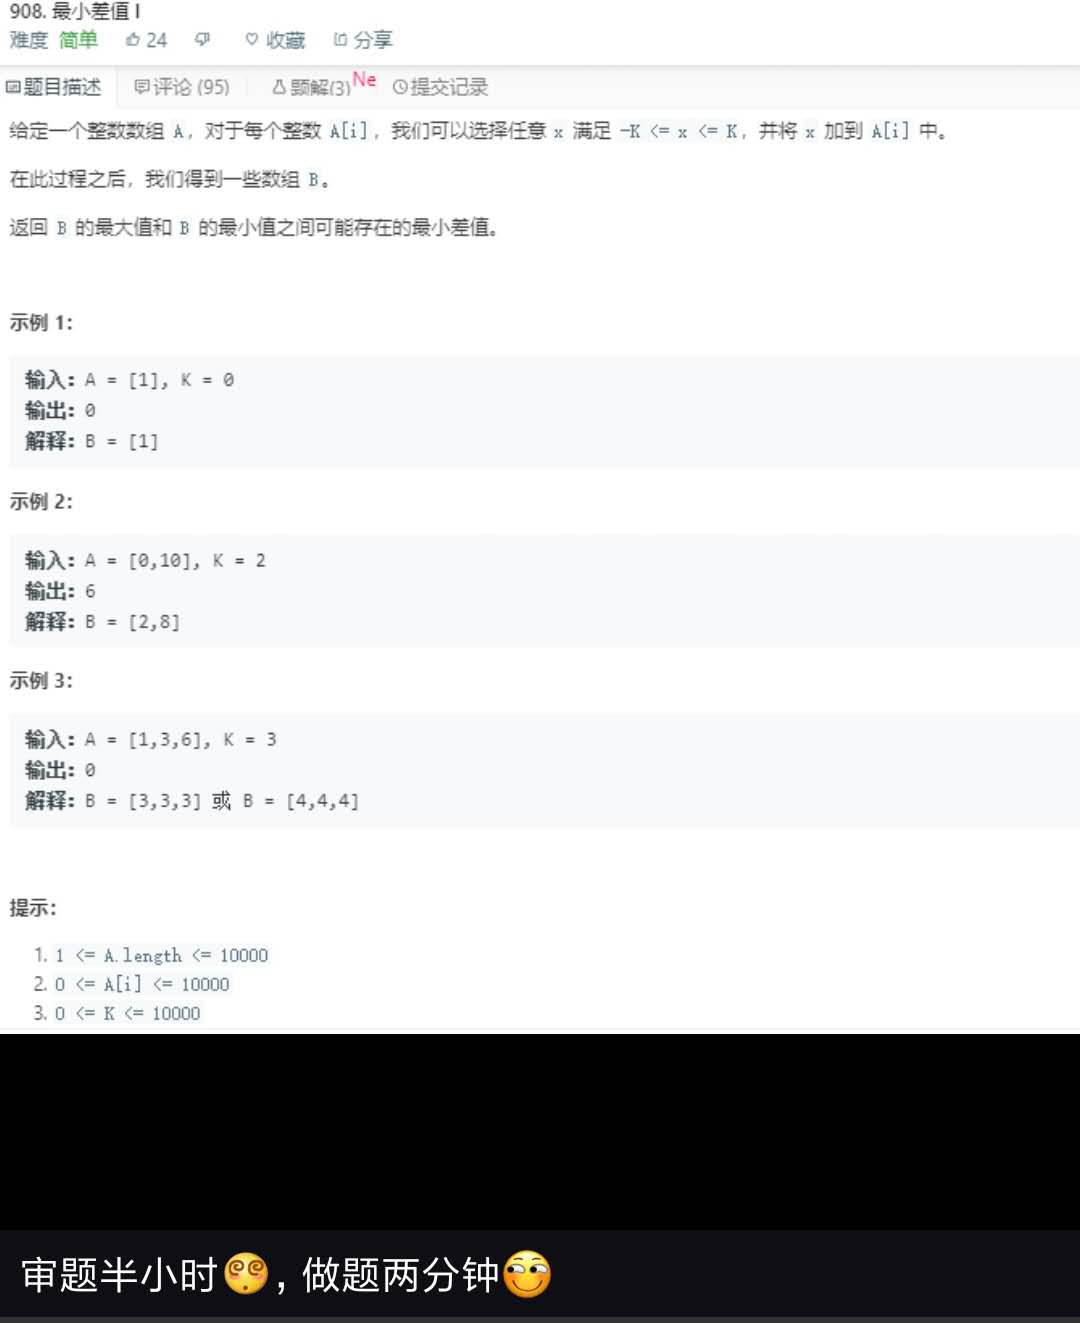 908. 最小差值 I
难度 简单 24 收藏 分享
题目描述 评论 (95) 题解(3) Ne 提交记录
给定一个整数数组 A，对于每个整数 A[i]，我们可以选择任意 x 满足 -K <= x <= K，并将 x 加到 A[i] 中。
在此过程之后，我们得到一些数组 B。
返回 B 的最大值和 B 的最小值之间可能存在的最小差值。
示例 1：
输入：A = [1], K = 0
输出：0
解释：B = [1]
示例 2：
输入：A = [0,10], K = 2
输出：6
解释：B = [2,8]
示例 3：
输入：A = [1,3,6], K = 3
输出：0
解释：B = [3,3,3] 或 B = [4,4,4]
提示：
1. 1 <= A.length <= 10000
2. 0 <= A[i] <= 10000
3. 0 <= K <= 10000
审题半小时😵，做题两分钟